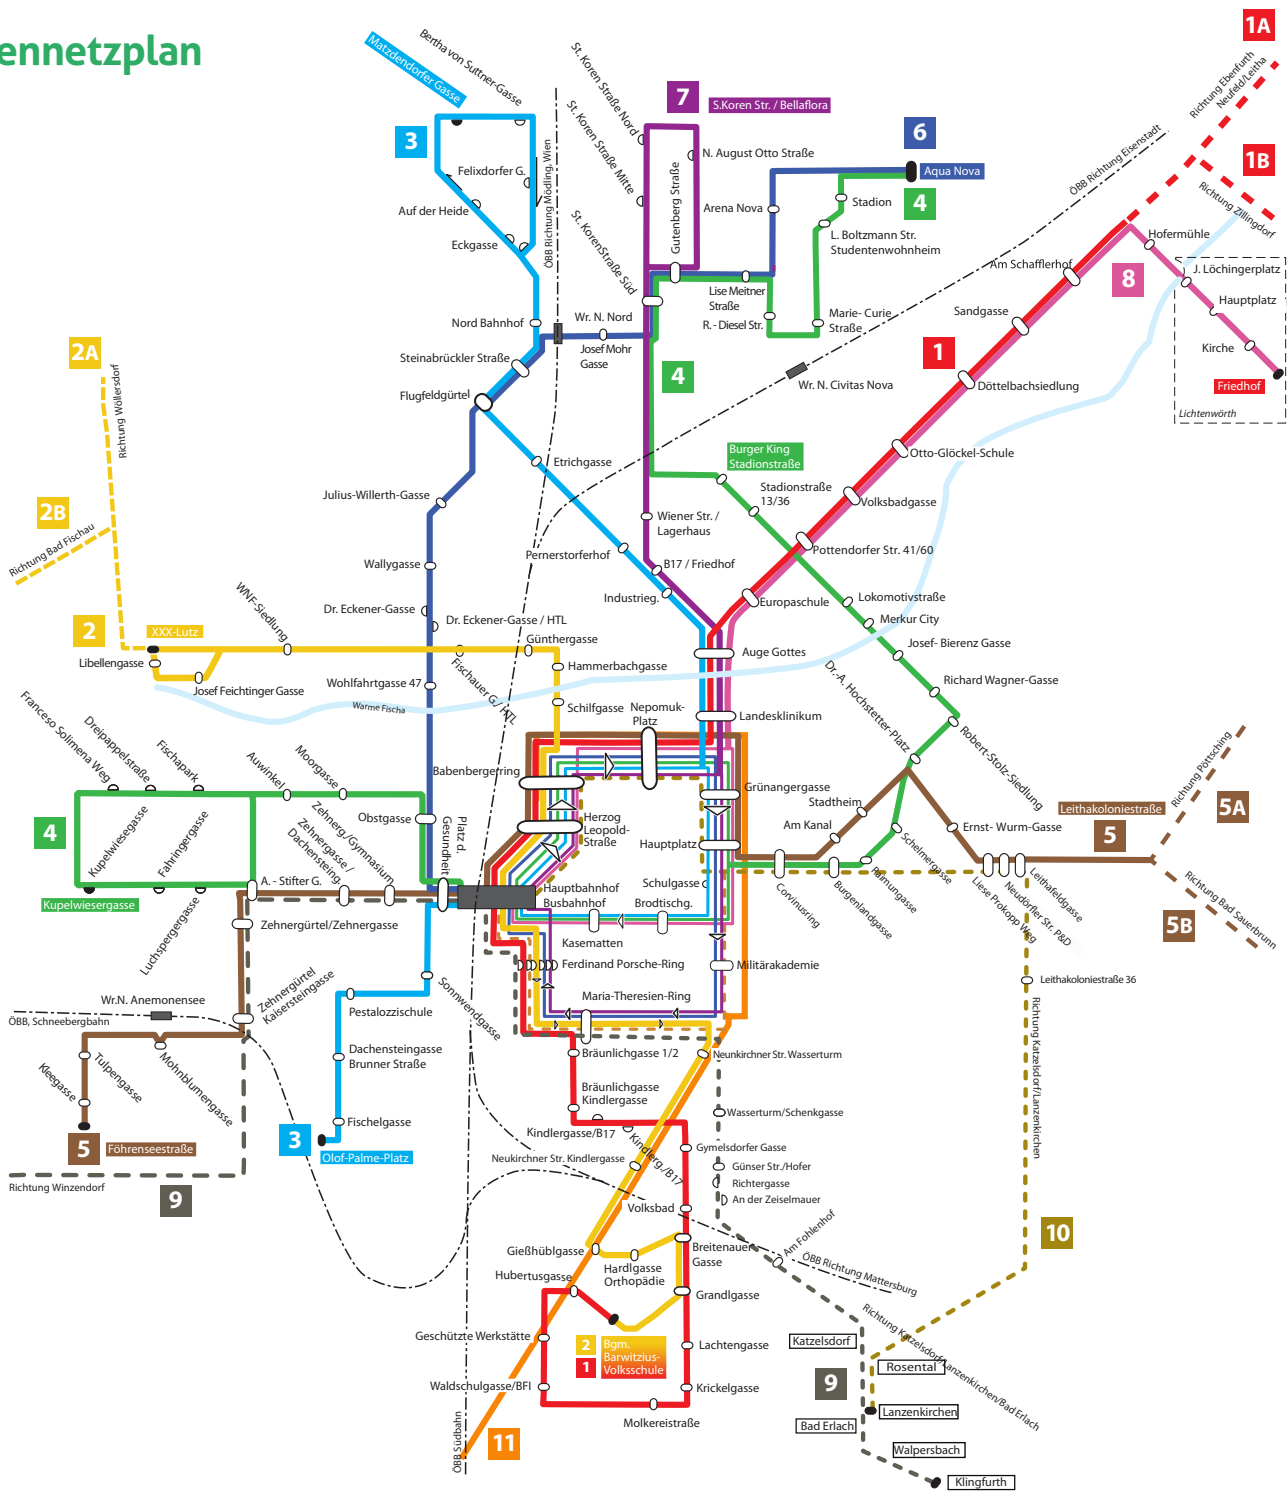 ennetzplan
1A
Richtung Ebenfurth
Neufeld/Leitha
1B
Richtung Zillingdorf
ÖBB Richtung Eisenstadt
Matzdendorfer Gasse
Bertha von Suttner-Gasse
3
Felixdorfer G.
Auf der Heide
Eckgasse
ÖBB Richtung Mödling, Wien
Nord Bahnhof
Steinabrückler Straße
Flugfeldgürtel
St. Koren Straße Nord
St. Koren Straße Mitte
St. KorenStraße Süd
7
S.Koren Str. / Bellaflora
N. August Otto Straße
Gutenberg Straße
6
Aqua Nova
4
Stadion
Arena Nova
L. Boltzmann Str.
Studentenwohnheim
Lise Meitner
Straße
R. - Diesel Str.
Marie- Curie
Straße
Wr. N. Nord
Josef Mohr
Gasse
4
Wr. N. Civitas Nova
Hofermühle
8
J. Löchingerplatz
Hauptplatz
Kirche
Friedhof
Lichtenwörth
Am Schafflerhof
Sandgasse
1
Döttelbachsiedlung
Otto-Glöckel-Schule
Volksbadgasse
Pottendorfer Str. 41/60
Europaschule
Burger King
Stadionstraße
Stadionstraße
13/36
Wiener Str. /
Lagerhaus
B17 / Friedhof
Etrichgasse
Pernerstorferhof
Industrieg.
2A
Richtung Wöllersdorf
2B
Richtung Bad Fischau
2
XXX-Lutz
Libellengasse
Josef Feichtinger Gasse
WNF-Siedlung
Julius-Willerth-Gasse
Wallygasse
Dr. Eckener-Gasse
Dr. Eckener-Gasse / HTL
Günthergasse
Fischauer G./ HTL
Hammerbachgasse
Schilfgasse
Wohlfahrtgasse 47
Warme Fischa
Lokomotivstraße
Merkur City
Josef- Bierenz Gasse
Richard Wagner-Gasse
Robert-Stolz-Siedlung
Dr.-A. Hochstetter-Platz
Auge Gottes
Landesklinikum
Nepomuk-
Platz
Babenbergerring
Herzog
Leopold-
Straße
Grünangergasse
Hauptplatz
Schulgasse
Brodtischg.
Kasematten
Hauptbahnhof
Busbahnhof
Platz d.
Gesundheit
Obstgasse
Franceso Solimena Weg
Dreipappelstraße
Fischapark
Auwinkel
Moorgasse
4
Kupelwiesegasse
Fahringergasse
Kupelwiesergasse
Luchspergergasse
Zehnerg./Gymnasium
Zehnergasse /
Dachensteing.
A. - Stifter G.
Zehnergürtel/Zehnergasse
Zehnergürtel
Kaisersteingasse
Stadtheim
Am Kanal
Corvinusring
Burgenlandgasse
Raimungasse
Schelmergasse
Ernst- Wurm-Gasse
Liese Prokopp Weg
Neudörfler Str. P&D
Leithafeldgasse
Leithakoloniestraße
5
5A
Richtung Pöttsching
5B
Richtung Bad Sauerbrunn
Leithakoloniestraße 36
Richtung Katzelsdorf/Lanzenkirchen
Ferdinand Porsche-Ring
Maria-Theresien-Ring
Militärakademie
Wr.N. Anemonensee
ÖBB, Schneebergbahn
Kleegasse
Tulpengasse
Mohnblumengasse
5
Föhrenseestraße
Richtung Winzendorf
9
Sonnwendgasse
Pestalozzischule
Dachensteingasse
Brunner Straße
Fischelgasse
3
Olof-Palme-Platz
Bräunlichgasse 1/2
Bräunlichgasse
Kindlergasse
Kindlergasse/B17
Kindlerg./B17
Neukirchner Str. Kindlergasse
Neunkirchner Str. Wasserturm
Wasserturm/Schenkgasse
Gymelsdorfer Gasse
Günser Str./Hofer
Richtergasse
An der Zeiselmauer
Volksbad
Breitenauer
Gasse
Am Fohlenhof
ÖBB Richtung Mattersburg
10
Gießhüblgasse
Hardlgasse
Orthopädie
Hubertusgasse
Grandlgasse
Geschützte Werkstätte
2
1
Bgm.
Barwitzius-
Volksschule
Lachtengasse
Waldschulgasse/BFI
Krickelgasse
Molkereistraße
ÖBB Südbahn
11
Richtung Katzelsdorf/Lanzenkirchen/Bad Erlach
Katzelsdorf
Rosental
9
Lanzenkirchen
Bad Erlach
Walpersbach
Klingfurth